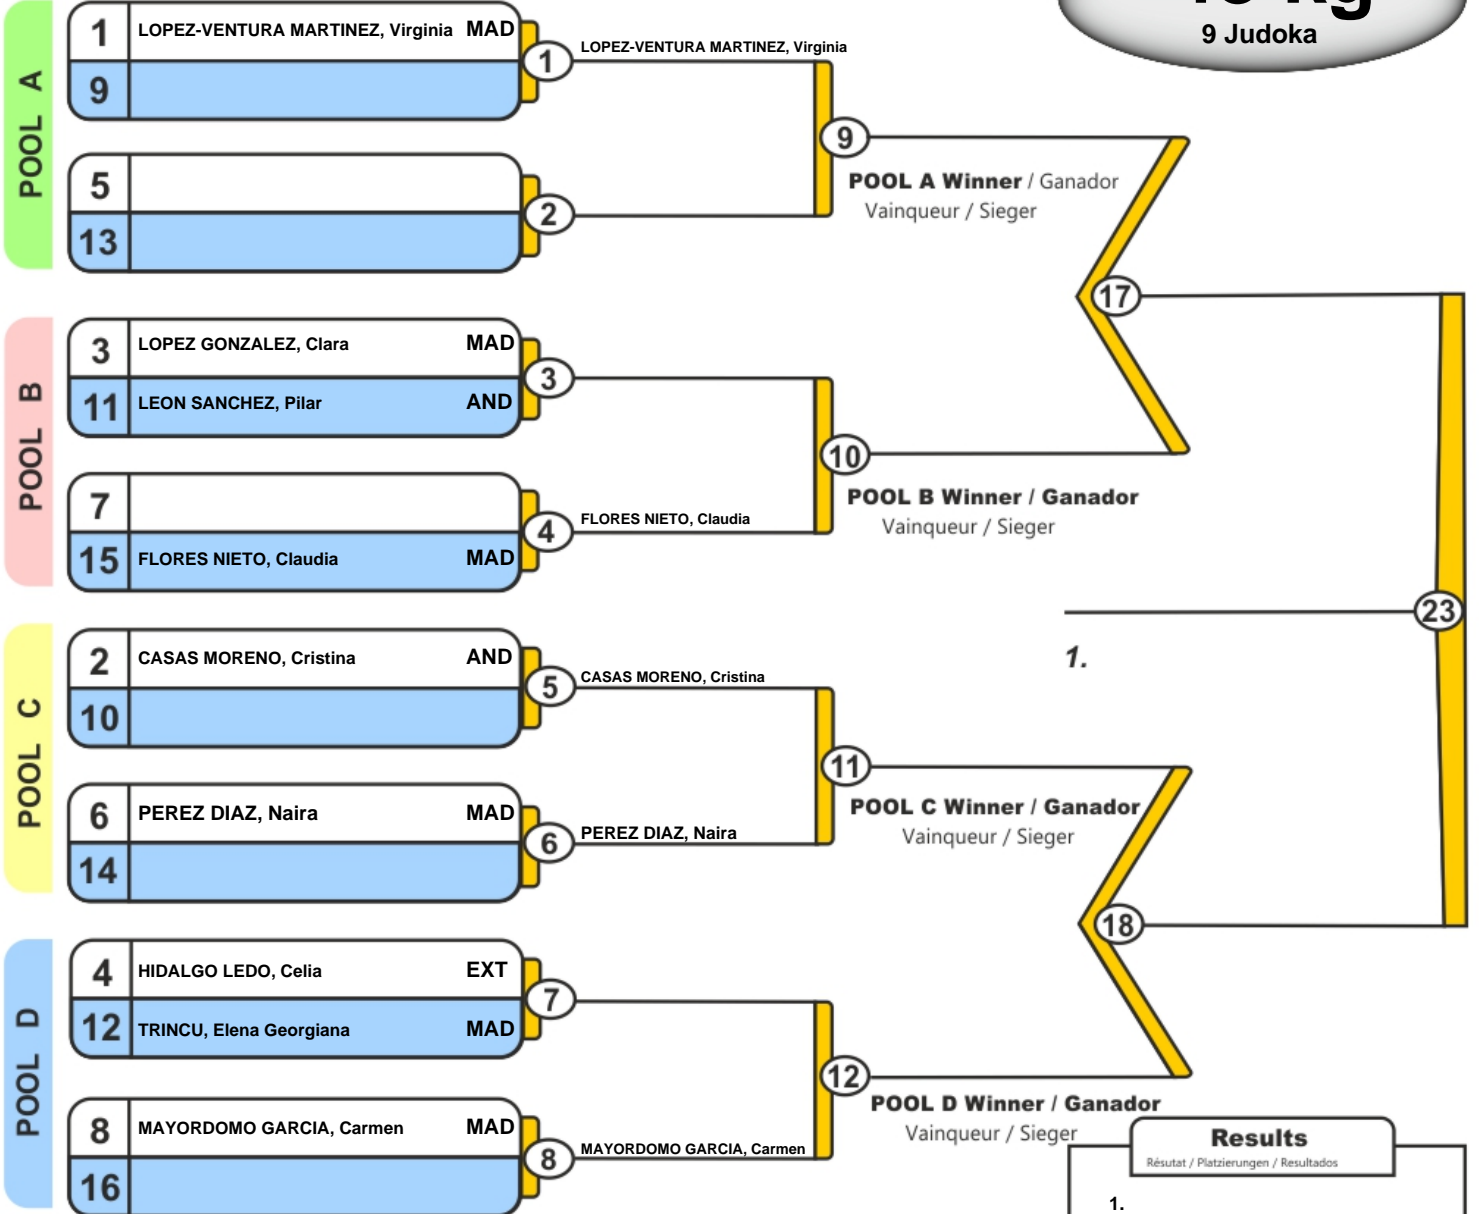 9 Judoka
POOL A
1 LOPEZ-VENTURA MARTINEZ, Virginia MAD
9
1
LOPEZ-VENTURA MARTINEZ, Virginia
5
13
2
9
POOL A Winner / Ganador
Vainqueur / Sieger
17
POOL B
3 LOPEZ GONZALEZ, Clara MAD
11 LEON SANCHEZ, Pilar AND
3
7
15 FLORES NIETO, Claudia MAD
4
FLORES NIETO, Claudia
10
POOL B Winner / Ganador
Vainqueur / Sieger
23
1.
POOL C
2 CASAS MORENO, Cristina AND
10
5
CASAS MORENO, Cristina
6 PEREZ DIAZ, Naira MAD
14
6
PEREZ DIAZ, Naira
11
POOL C Winner / Ganador
Vainqueur / Sieger
18
POOL D
4 HIDALGO LEDO, Celia EXT
12 TRINCU, Elena Georgiana MAD
7
8 MAYORDOMO GARCIA, Carmen MAD
16
8
MAYORDOMO GARCIA, Carmen
12
POOL D Winner / Ganador
Vainqueur / Sieger
Results
Résutat / Platzierungen / Resultados
1.